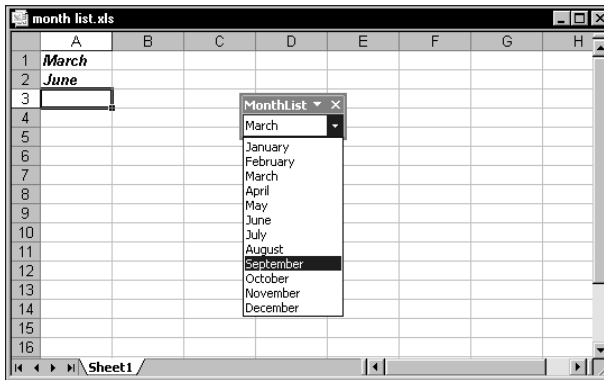 month list.xls
A B C D E F G H
1 March
2 June
3
4 MonthList
5 March
6 January
February
7 March
8 April
May
9 June
10 July
11 August
12 September
October
13 November
14 December
15
16
Sheet1